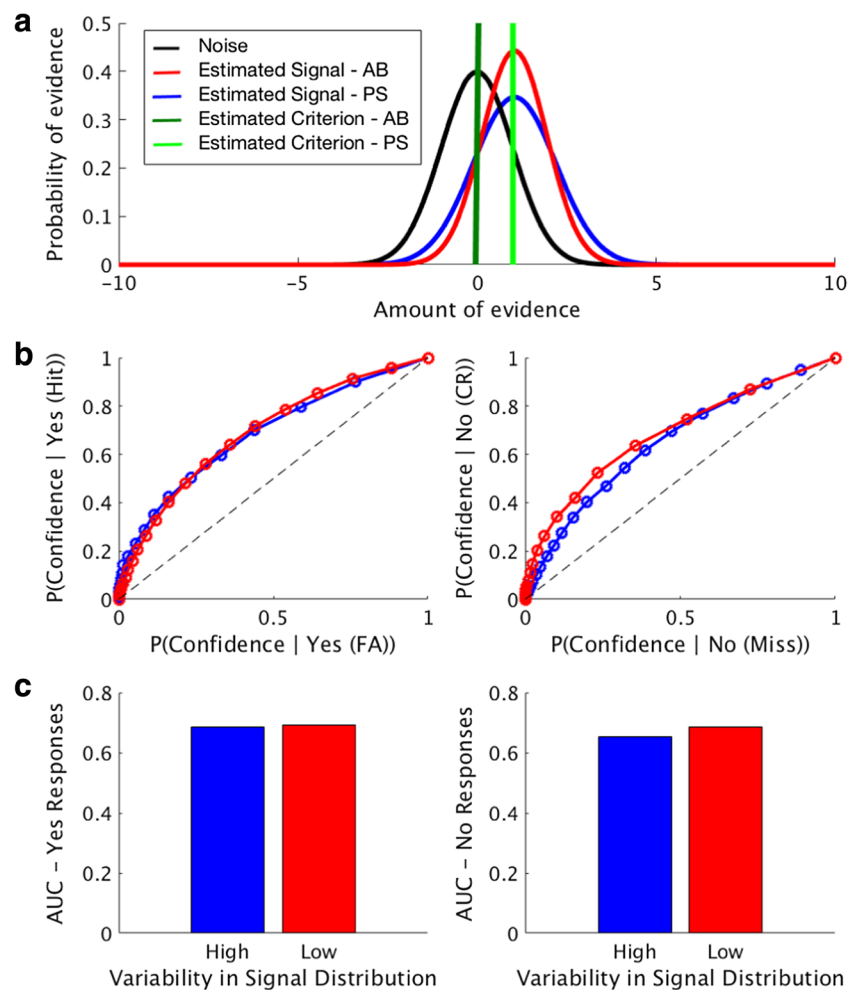 a
Probability of evidence
0.5
0.4
0.3
0.2
0.1
0
Noise
Estimated Signal - AB
Estimated Signal - PS
Estimated Criterion - AB
Estimated Criterion - PS
−10
−5
0
5
10
Amount of evidence
b
P(Confidence | Yes (Hit))
1
0.8
0.6
0.4
0.2
0
0
0.5
1
P(Confidence | Yes (FA))
P(Confidence | No (CR))
1
0.8
0.6
0.4
0.2
0
0
0.5
1
P(Confidence | No (Miss))
c
AUC − Yes Responses
0.8
0.6
0.4
0.2
0
High Low
Variability in Signal Distribution
AUC − No Responses
0.8
0.6
0.4
0.2
0
High Low
Variability in Signal Distribution